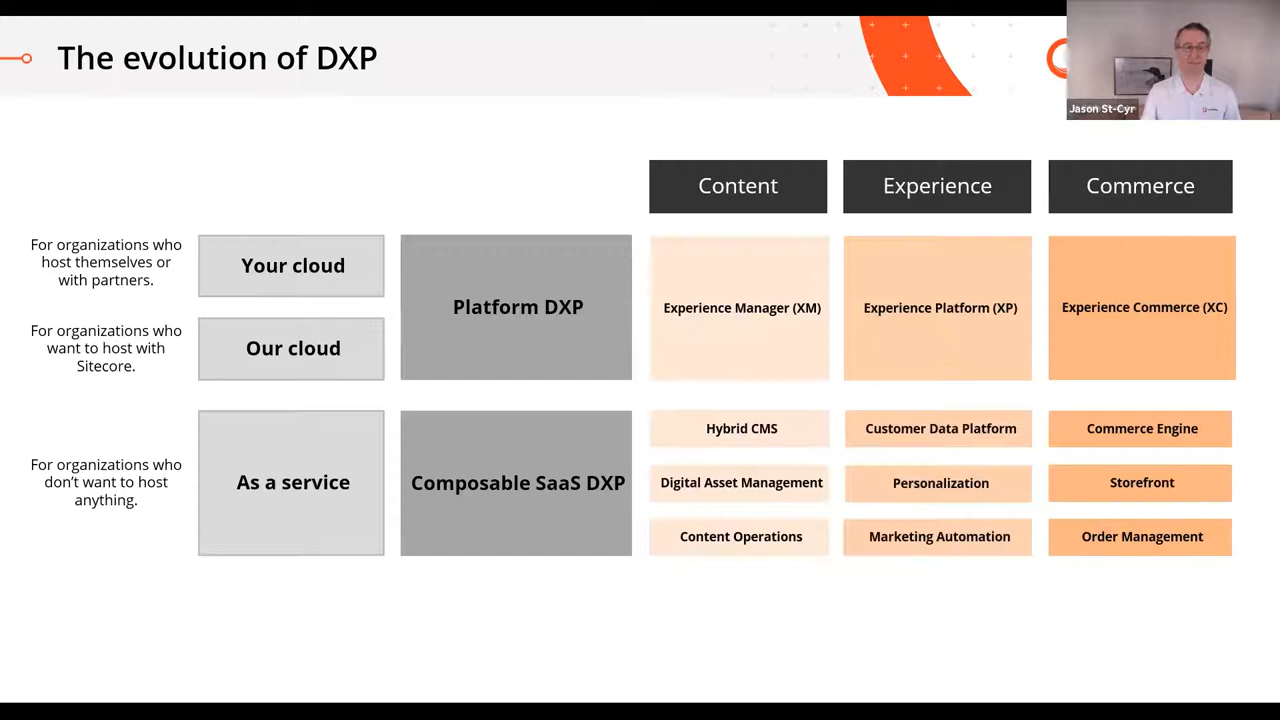 The evolution of DXP
Jason St-Cyr
Content
Experience
Commerce
For organizations who
host themselves or
with partners.
Your cloud
Platform DXP
Experience Manager (XM)
Experience Platform (XP)
Experience Commerce (XC)
For organizations who
want to host with
Sitecore.
Our cloud
For organizations who
don't want to host
anything.
As a service
Composable SaaS DXP
Hybrid CMS
Customer Data Platform
Commerce Engine
Digital Asset Management
Personalization
Storefront
Content Operations
Marketing Automation
Order Management